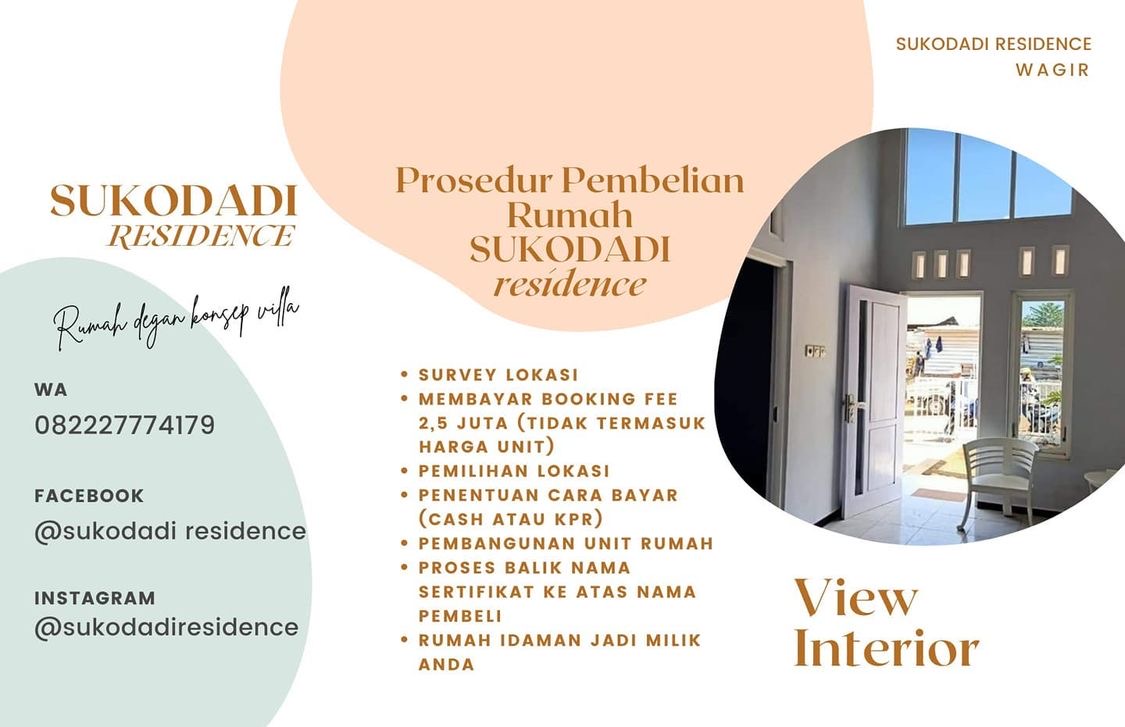 SUKODADI
RESIDENCE
Rumah degan konsep villa
WA
082227774179
FACEBOOK
@sukodadi residence
INSTAGRAM
@sukodadiresidence
Prosedur Pembelian
Rumah
SUKODADI
residence
• SURVEY LOKASI
• MEMBAYAR BOOKING FEE
2,5 JUTA (TIDAK TERMASUK
HARGA UNIT)
• PEMILIHAN LOKASI
• PENENTUAN CARA BAYAR
(CASH ATAU KPR)
• PEMBANGUNAN UNIT RUMAH
• PROSES BALIK NAMA
SERTIFIKAT KE ATAS NAMA
PEMBELI
• RUMAH IDAMAN JADI MILIK
ANDA
SUKODADI RESIDENCE
WAGIR
View
Interior